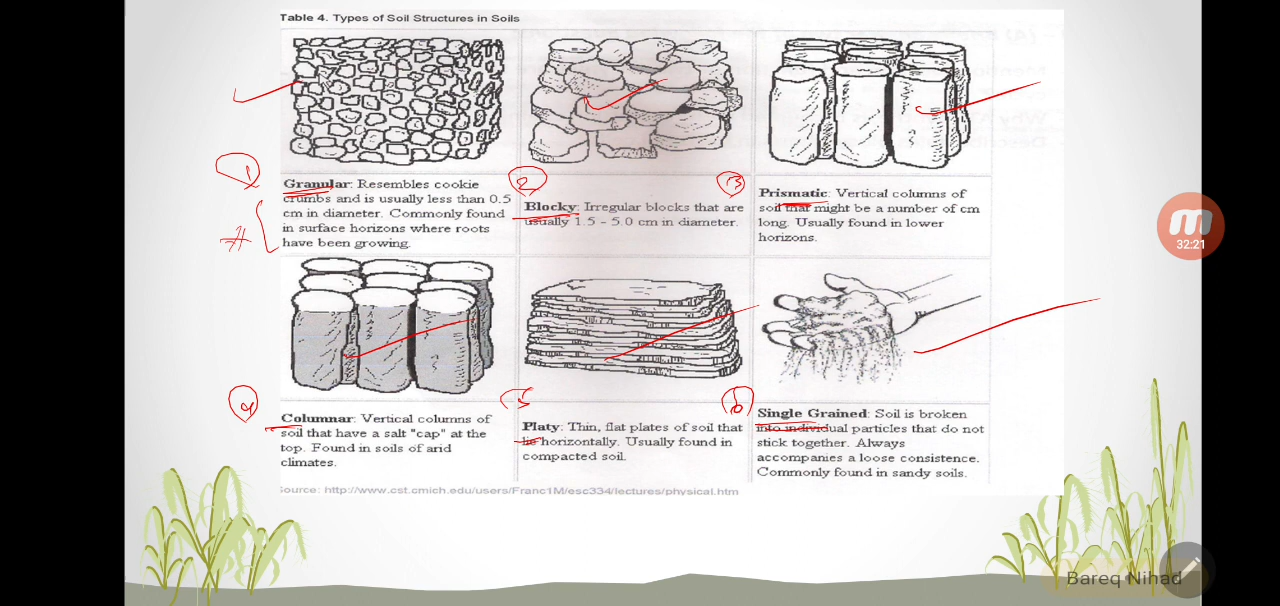 Table 4. Types of Soil Structures in Soils
1
Granular: Resembles cookie
crumbs and is usually less than 0.5
cm in diameter. Commonly found
in surface horizons where roots
have been growing.
2
Blocky: Irregular blocks that are
usually 1.5 – 5.0 cm in diameter.
3
Prismatic: Vertical columns of
soil that might be a number of cm
long. Usually found in lower
horizons.
32:21
4
Columnar: Vertical columns of
soil that have a salt "cap" at the
top. Found in soils of arid
climates.
5
Platy: Thin, flat plates of soil that
lie horizontally. Usually found in
compacted soil.
6
Single Grained: Soil is broken
into individual particles that do not
stick together. Always
accompanies a loose consistence.
Commonly found in sandy soils.
Source: http://www.cst.cmich.edu/users/Franc1M/esc334/lectures/physical.htm
Bareq Nihad